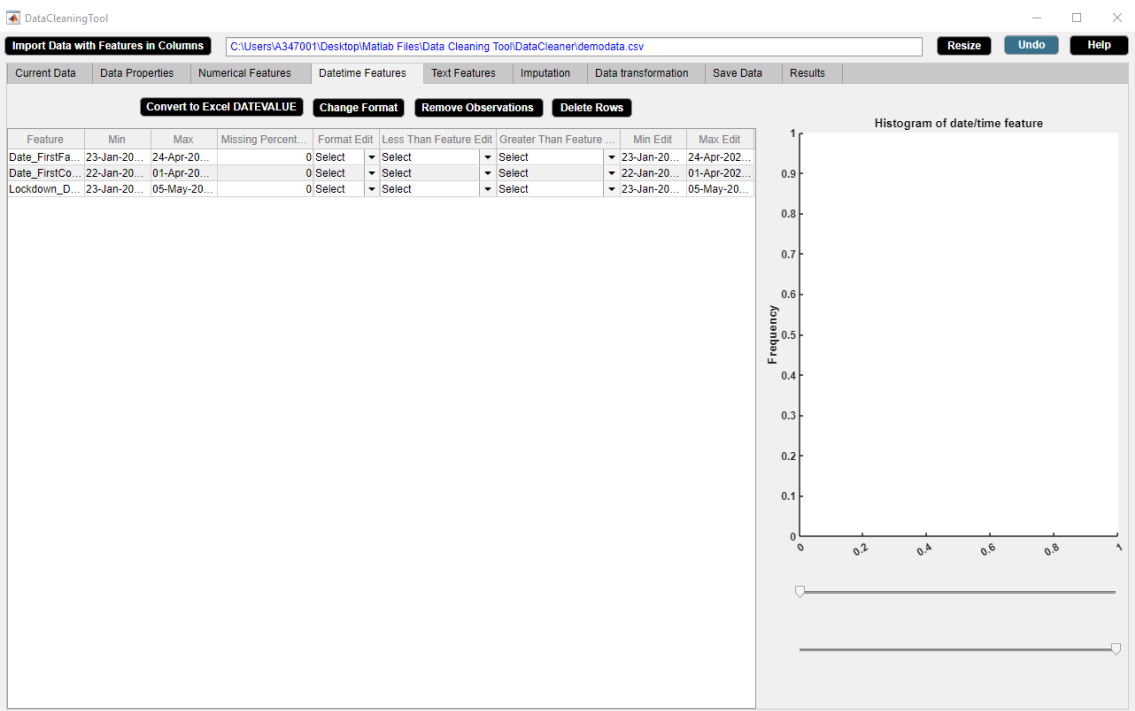 DataCleaningTool
Import Data with Features in Columns C:\Users\A347001\Desktop\Matlab Files\Data Cleaning Tool\DataCleaner\demodata.csv Resize Undo Help
Current Data Data Properties Numerical Features Datetime Features Text Features Imputation Data transformation Save Data Results
Convert to Excel DATEVALUE Change Format Remove Observations Delete Rows
Feature Min Max Missing Percent... Format Edit Less Than Feature Edit Greater Than Feature ... Min Edit Max Edit
Date_FirstFa... 23-Jan-20... 24-Apr-20... 0 Select Select Select 23-Jan-20... 24-Apr-202...
Date_FirstCo... 22-Jan-20... 01-Apr-20... 0 Select Select Select 22-Jan-20... 01-Apr-202...
Lockdown_D... 23-Jan-20... 05-May-20... 0 Select Select Select 23-Jan-20... 05-May-20...
Histogram of date/time feature
Frequency
1
0.9
0.8
0.7
0.6
0.5
0.4
0.3
0.2
0.1
0
0 0.2 0.4 0.6 0.8 1